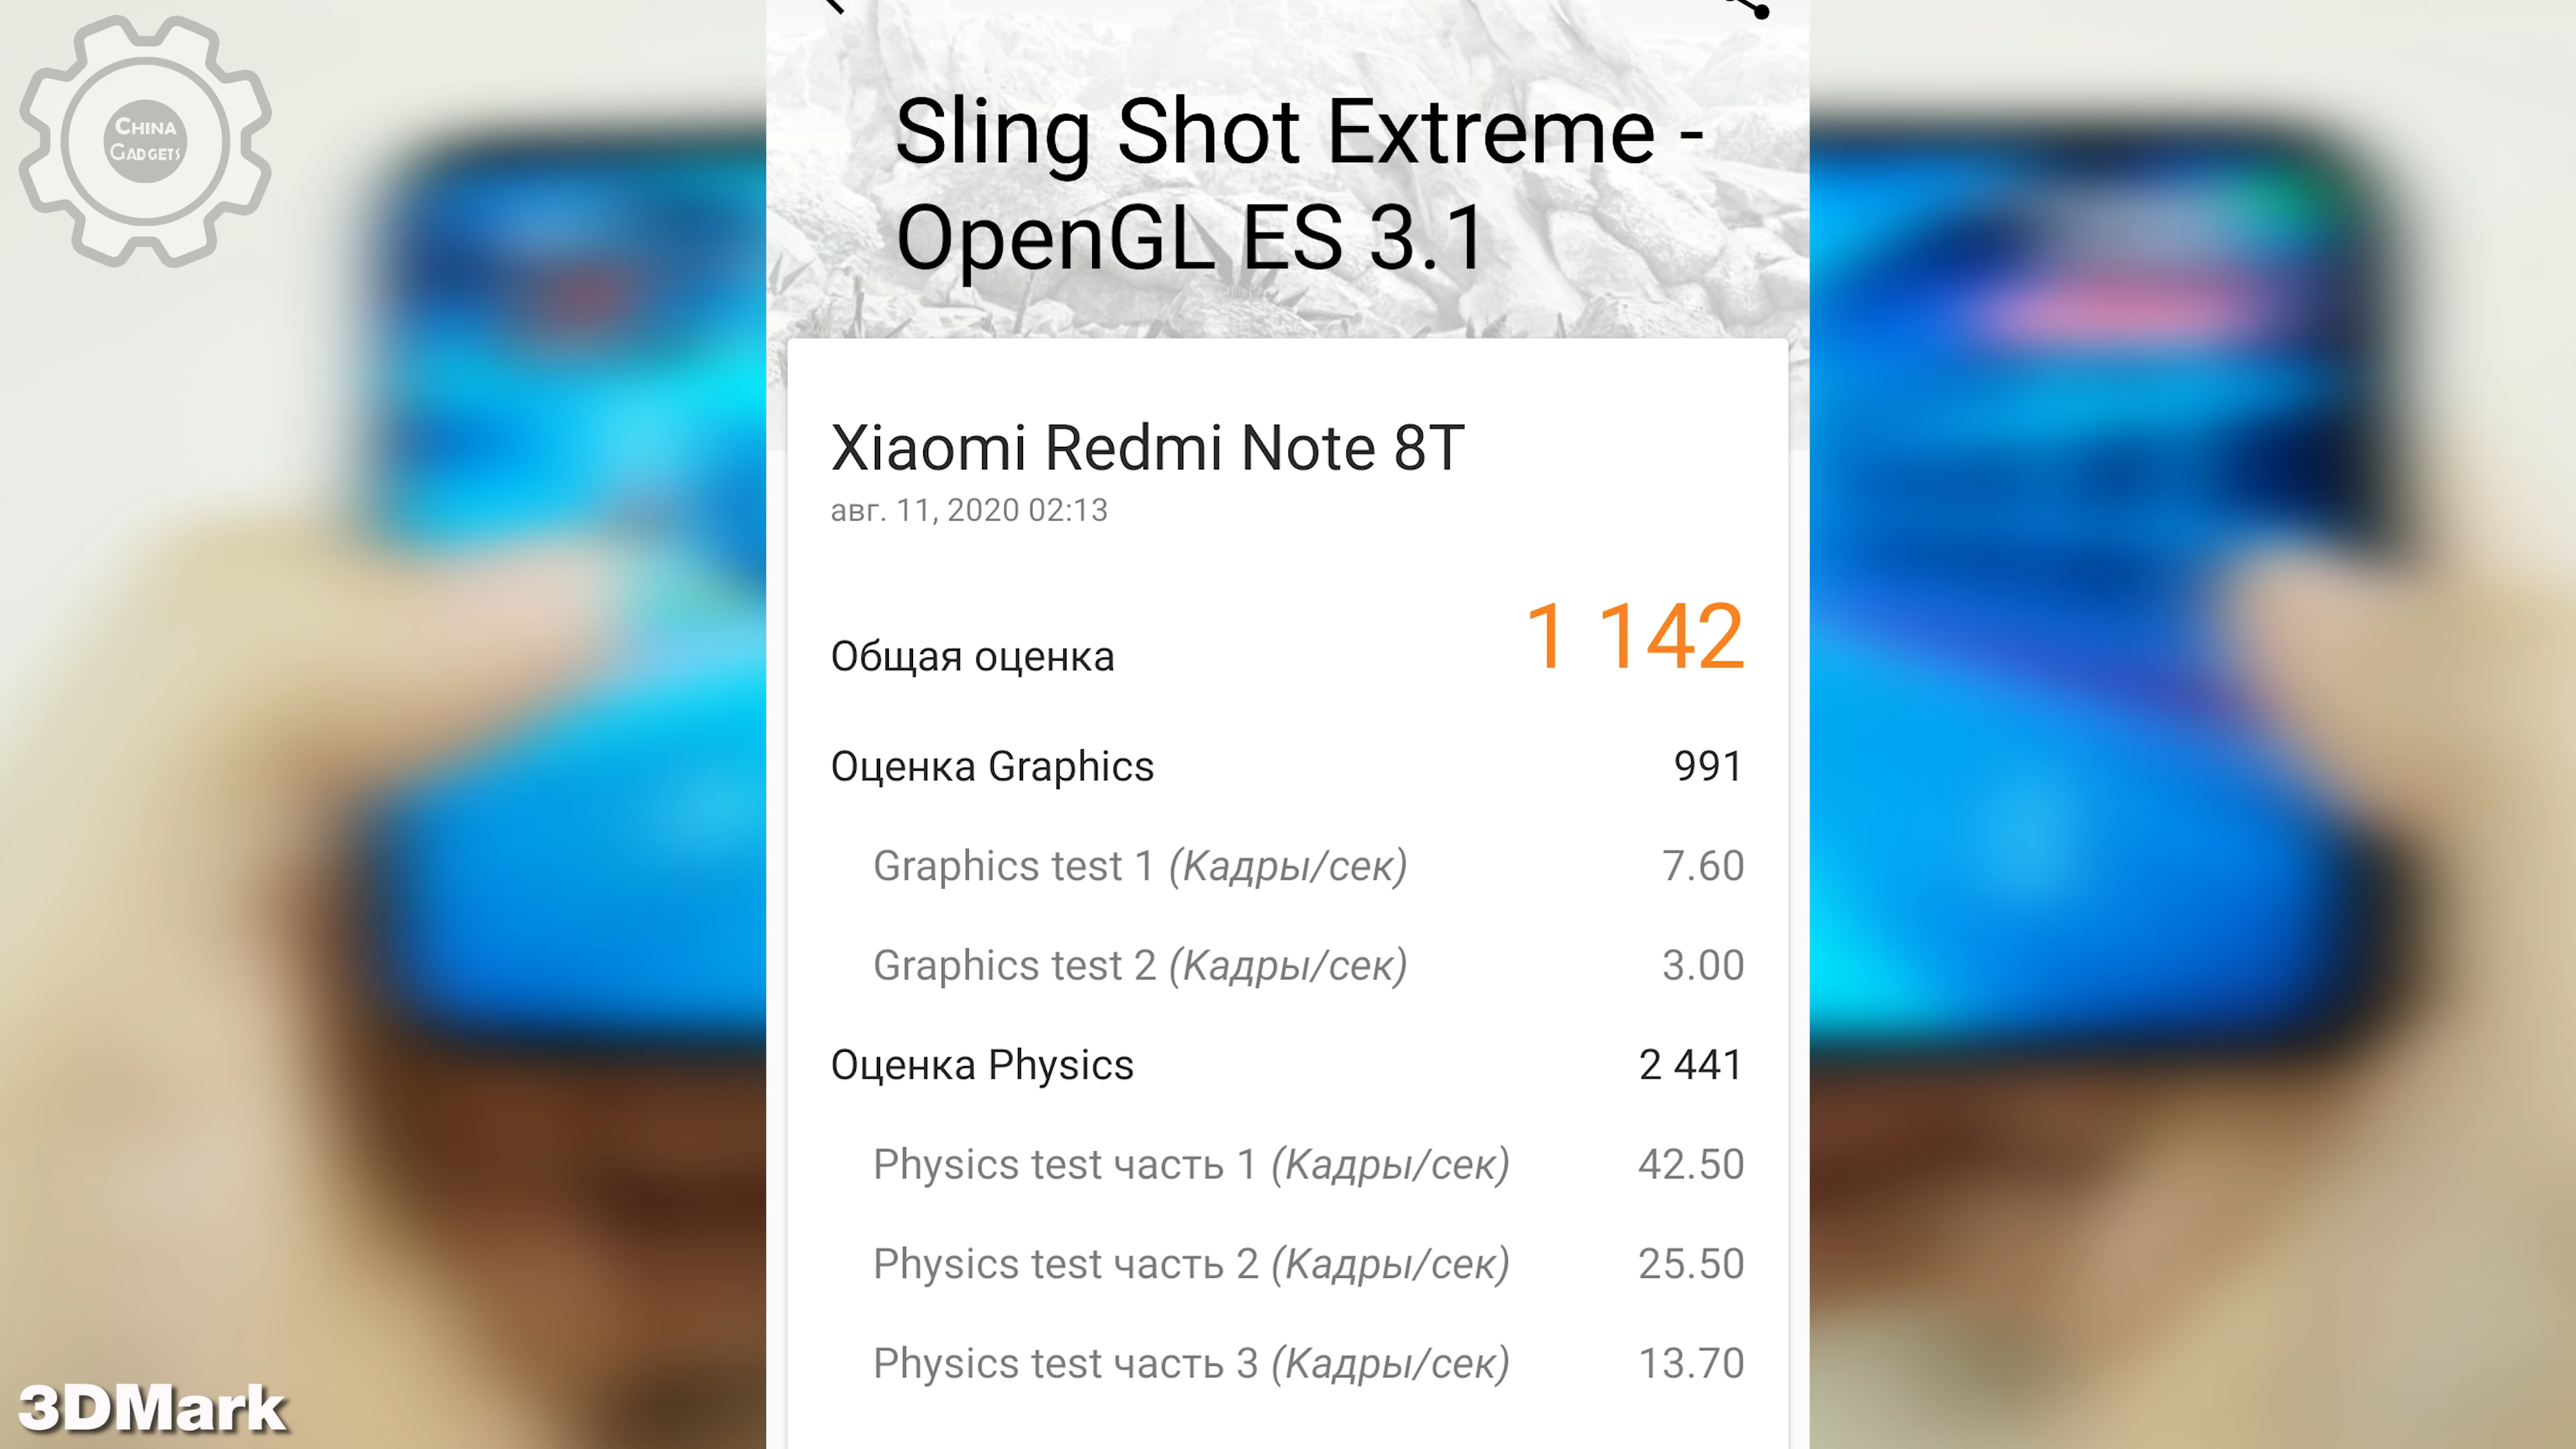 CHINA
GADGETS
Sling Shot Extreme -
OpenGL ES 3.1
Xiaomi Redmi Note 8T
авг. 11, 2020 02:13
Общая оценка 1 142
Оценка Graphics 991
Graphics test 1 (Кадры/сек) 7.60
Graphics test 2 (Кадры/сек) 3.00
Оценка Physics 2 441
Physics test часть 1 (Кадры/сек) 42.50
Physics test часть 2 (Кадры/сек) 25.50
Physics test часть 3 (Кадры/сек) 13.70
3DMark